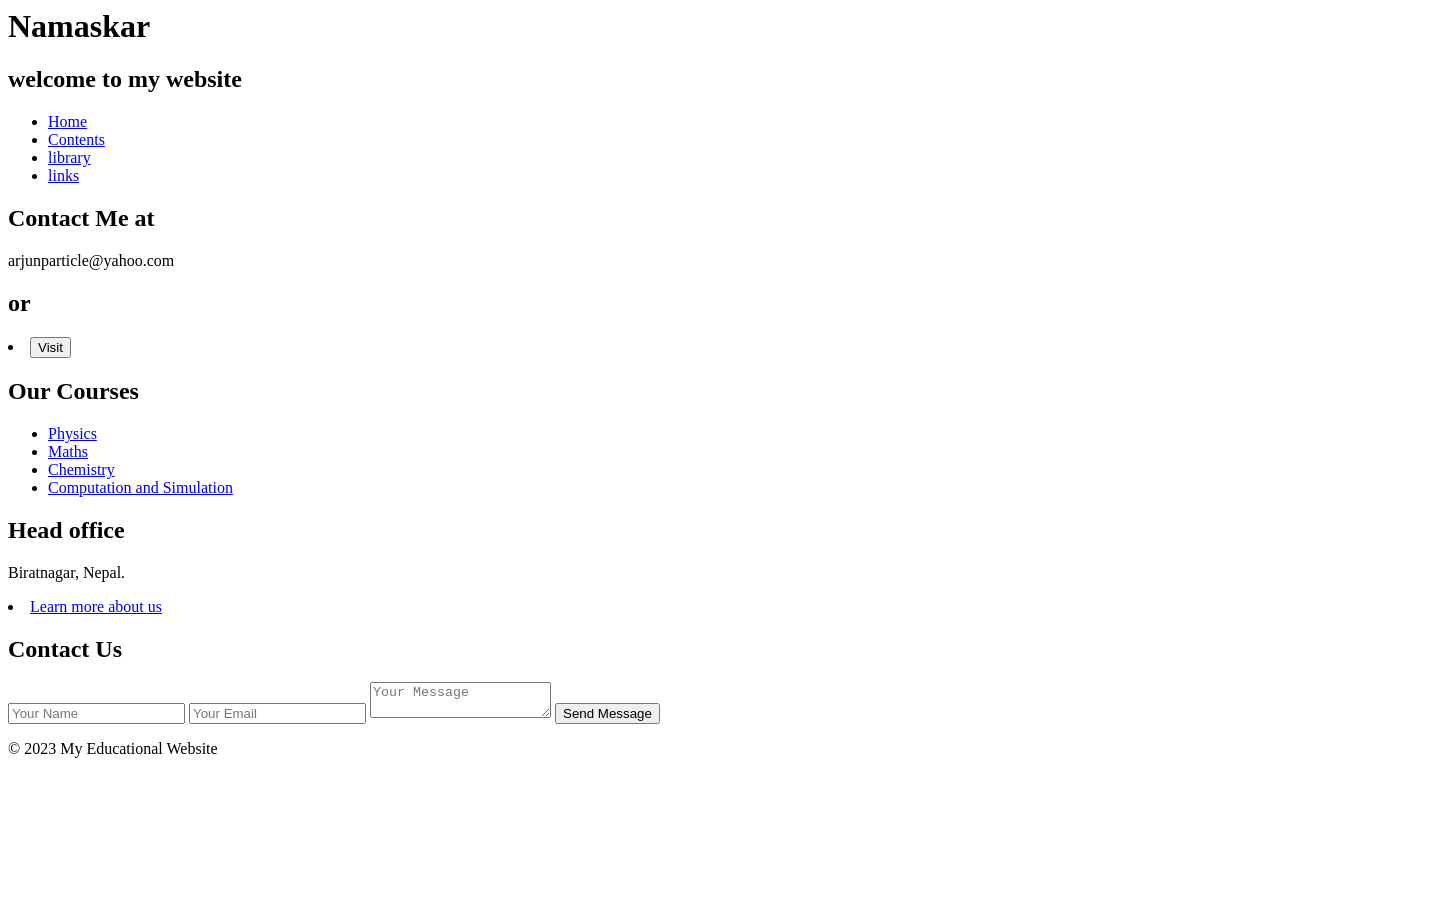 Namaskar
welcome to my website
Home
Contents
library
links
Contact Me at
arjunparticle@yahoo.com
or
Visit
Our Courses
Physics
Maths
Chemistry
Computation and Simulation
Head office
Biratnagar, Nepal.
Learn more about us
Contact Us
Your Name Your Email Your Message Send Message
© 2023 My Educational Website